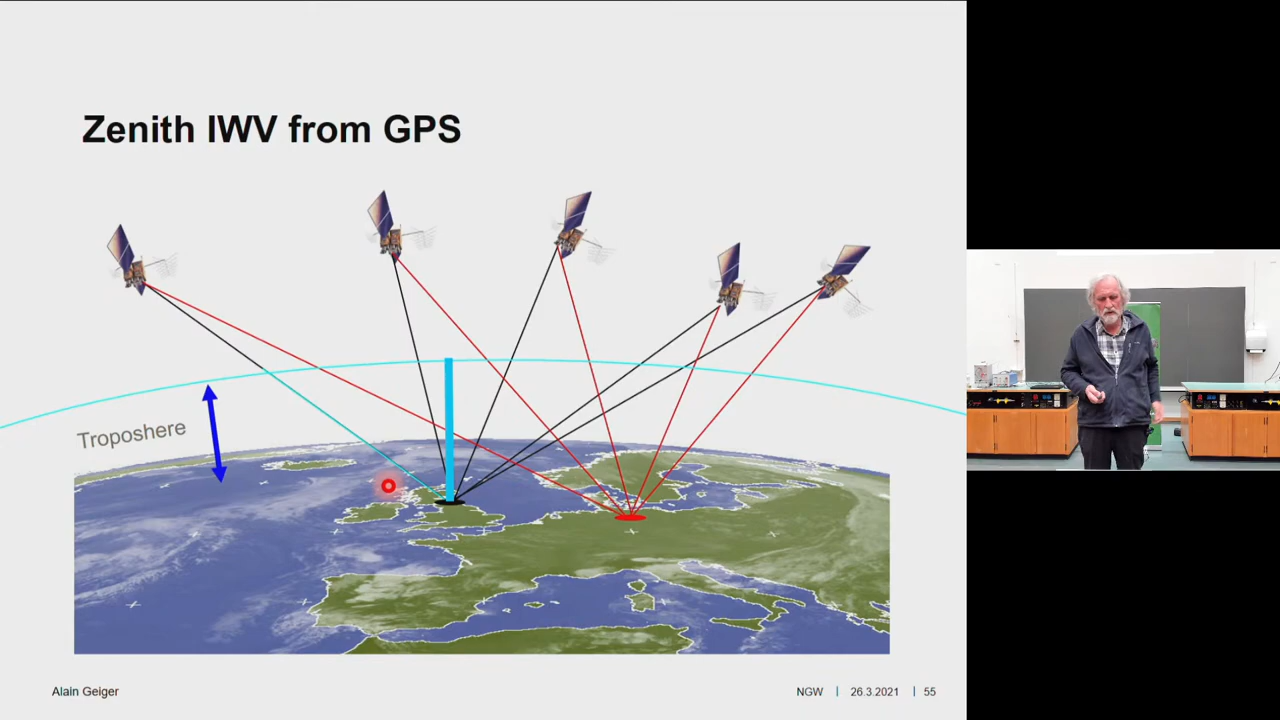 Zenith IWV from GPS
Troposhere
Alain Geiger
NGW | 26.3.2021 | 55